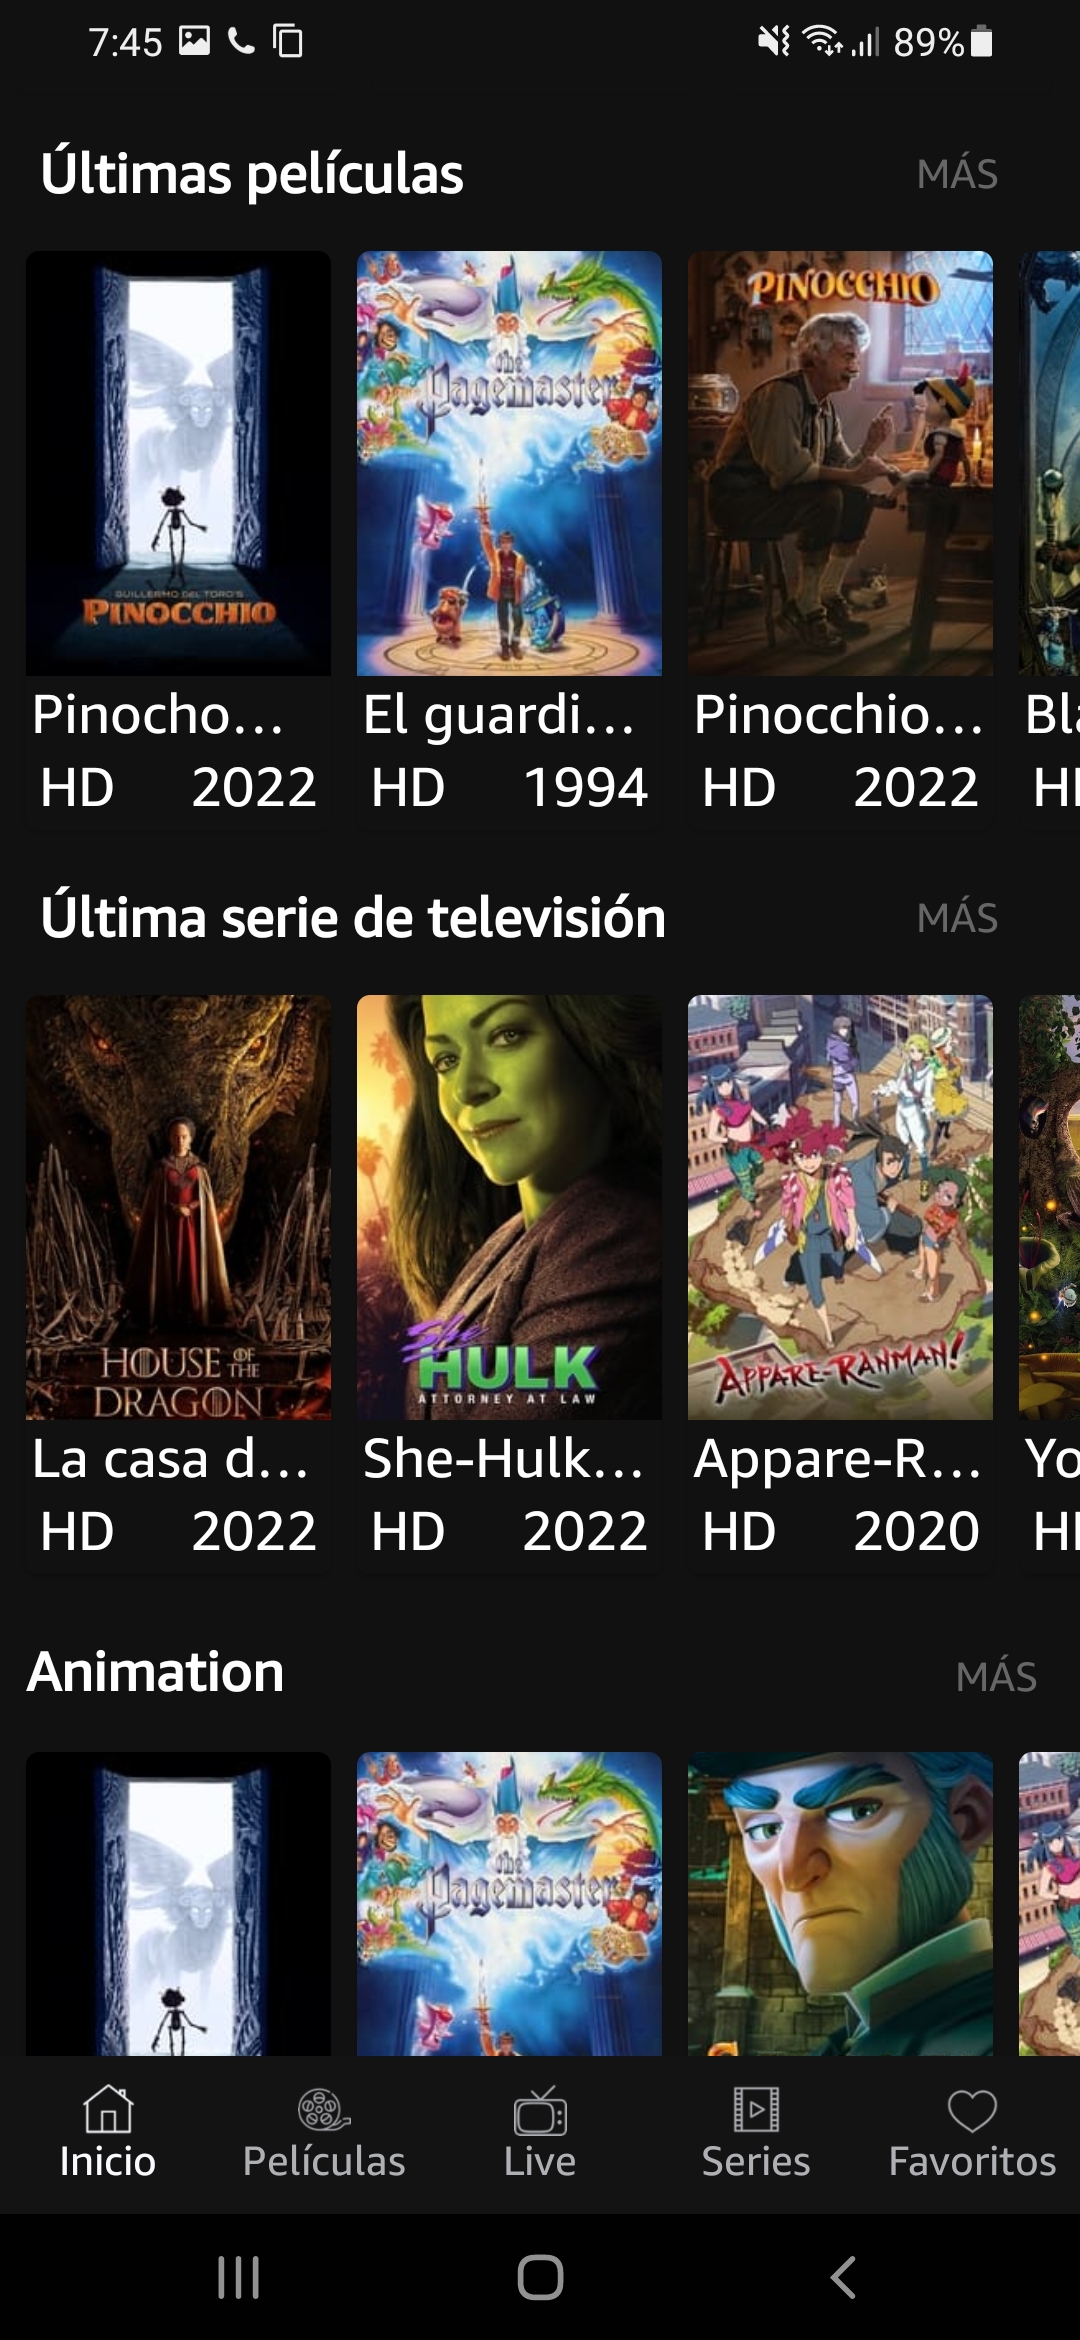 7:45
89%
Últimas películas
MÁS
GUILLERMO DEL TORO'S
PINOCCHIO
the
Pagemaster
PINOCCHIO
Pinocho...
El guardi...
Pinocchio...
HD 2022
HD 1994
HD 2022
Última serie de televisión
MÁS
HOUSE OF THE
DRAGON
She
HULK
ATTORNEY AT LAW
APPARE-RANMAN!
La casa d...
She-Hulk...
Appare-R...
Yo
HD 2022
HD 2022
HD 2020
Animation
MÁS
the
Pagemaster
Inicio
Películas
Live
Series
Favoritos